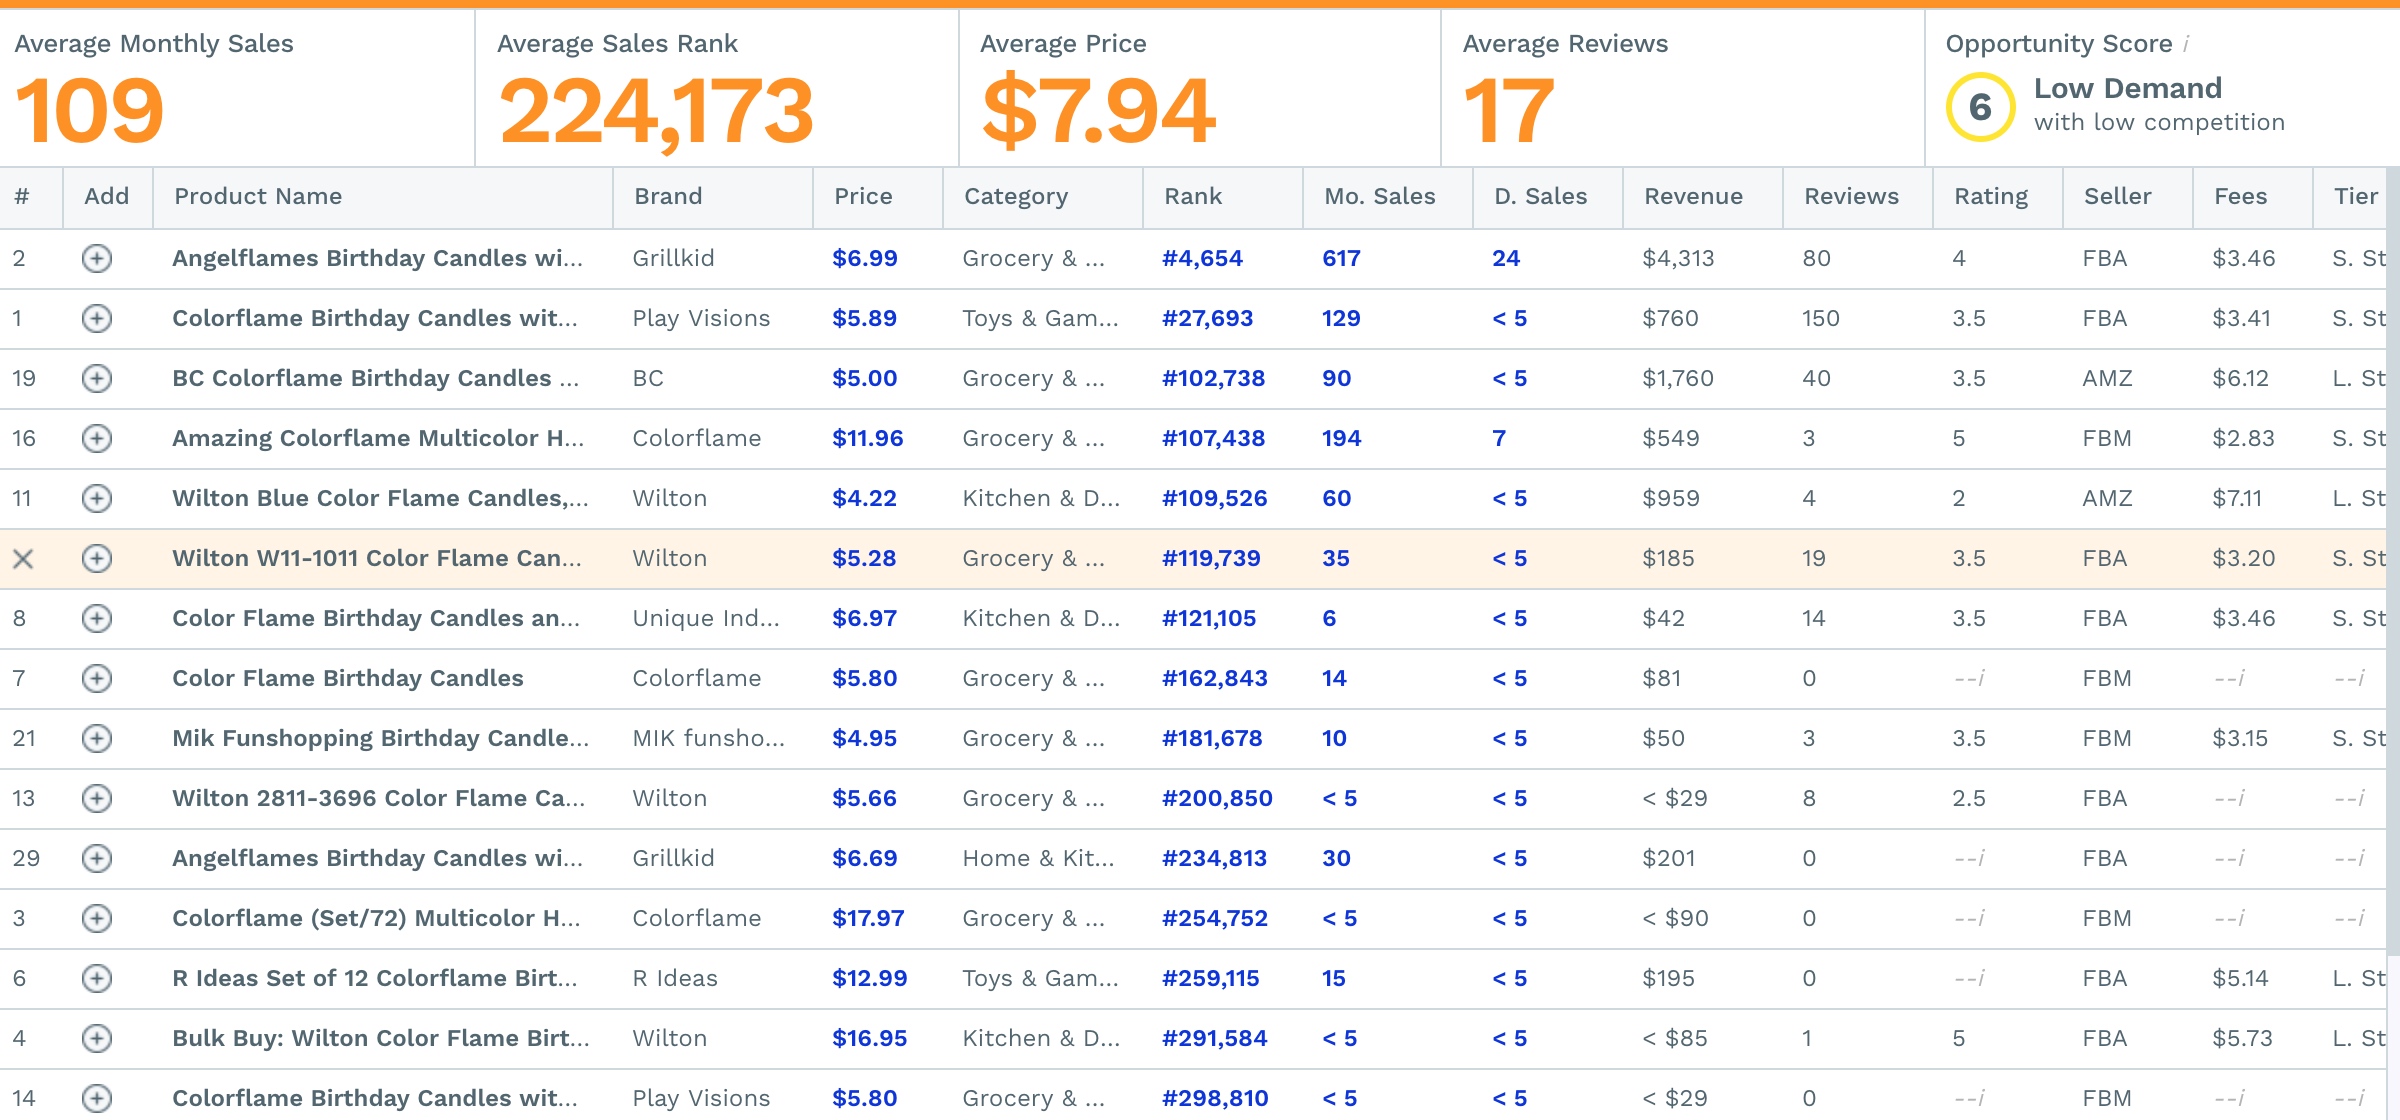 Average Monthly Sales Average Sales Rank Average Price Average Reviews Opportunity Score i
109 224,173 $7.94 17 6 Low Demand
with low competition
# Add Product Name Brand Price Category Rank Mo. Sales D. Sales Revenue Reviews Rating Seller Fees Tier
2 Angelflames Birthday Candles wi... Grillkid $6.99 Grocery & ... #4,654 617 24 $4,313 80 4 FBA $3.46 S. St
1 Colorflame Birthday Candles wit... Play Visions $5.89 Toys & Gam... #27,693 129 < 5 $760 150 3.5 FBA $3.41 S. St
19 BC Colorflame Birthday Candles ... BC $5.00 Grocery & ... #102,738 90 < 5 $1,760 40 3.5 AMZ $6.12 L. St
16 Amazing Colorflame Multicolor H... Colorflame $11.96 Grocery & ... #107,438 194 7 $549 3 5 FBM $2.83 S. St
11 Wilton Blue Color Flame Candles,... Wilton $4.22 Kitchen & D... #109,526 60 < 5 $959 4 2 AMZ $7.11 L. St
Wilton W11-1011 Color Flame Can... Wilton $5.28 Grocery & ... #119,739 35 < 5 $185 19 3.5 FBA $3.20 S. St
8 Color Flame Birthday Candles an... Unique Ind... $6.97 Kitchen & D... #121,105 6 < 5 $42 14 3.5 FBA $3.46 S. St
7 Color Flame Birthday Candles Colorflame $5.80 Grocery & ... #162,843 14 < 5 $81 0 --i FBM --i --i
21 Mik Funshopping Birthday Candle... MIK funsho... $4.95 Grocery & ... #181,678 10 < 5 $50 3 3.5 FBM $3.15 S. St
13 Wilton 2811-3696 Color Flame Ca... Wilton $5.66 Grocery & ... #200,850 < 5 < 5 < $29 8 2.5 FBA --i --i
29 Angelflames Birthday Candles wi... Grillkid $6.69 Home & Kit... #234,813 30 < 5 $201 0 --i FBA --i --i
3 Colorflame (Set/72) Multicolor H... Colorflame $17.97 Grocery & ... #254,752 < 5 < 5 < $90 0 --i FBM --i --i
6 R Ideas Set of 12 Colorflame Birt... R Ideas $12.99 Toys & Gam... #259,115 15 < 5 $195 0 --i FBA $5.14 L. St
4 Bulk Buy: Wilton Color Flame Birt... Wilton $16.95 Kitchen & D... #291,584 < 5 < 5 < $85 1 5 FBA $5.73 L. St
14 Colorflame Birthday Candles wit... Play Visions $5.80 Grocery & ... #298,810 < 5 < 5 < $29 0 --i FBM --i --i